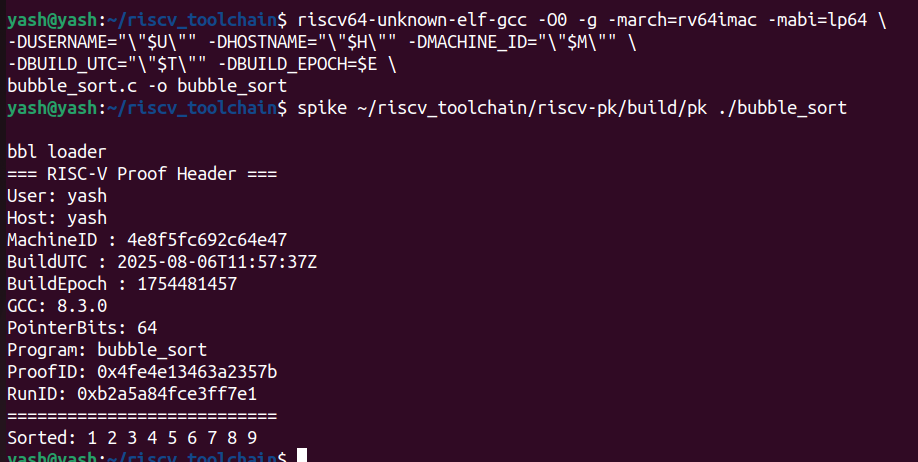 yash@yash:~/riscv_toolchain$ riscv64-unknown-elf-gcc -O0 -g -march=rv64imac -mabi=lp64 \
-DUSERNAME="\"$U\"" -DHOSTNAME="\"$H\"" -DMACHINE_ID="\"$M\"" \
-DBUILD_UTC="\"$T\"" -DBUILD_EPOCH=$E \
bubble_sort.c -o bubble_sort
yash@yash:~/riscv_toolchain$ spike ~/riscv_toolchain/riscv-pk/build/pk ./bubble_sort
bbl loader
=== RISC-V Proof Header ===
User: yash
Host: yash
MachineID : 4e8f5fc692c64e47
BuildUTC : 2025-08-06T11:57:37Z
BuildEpoch : 1754481457
GCC: 8.3.0
PointerBits: 64
Program: bubble_sort
ProofID: 0x4fe4e13463a2357b
RunID: 0xb2a5a84fce3ff7e1
===========================
Sorted: 1 2 3 4 5 6 7 8 9
yash@yash:~/riscv_toolchain$